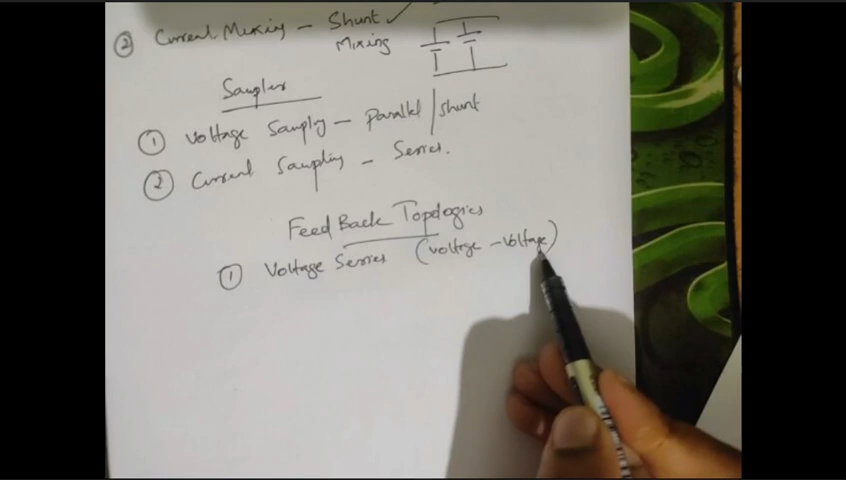 ② Current Mixing – Shunt ✓
Mixing
Sampler
① Voltage Sampling – Parallel / Shunt
② Current Sampling – Series.
Feed Back Topologies
① Voltage Series (Voltage – Voltage)